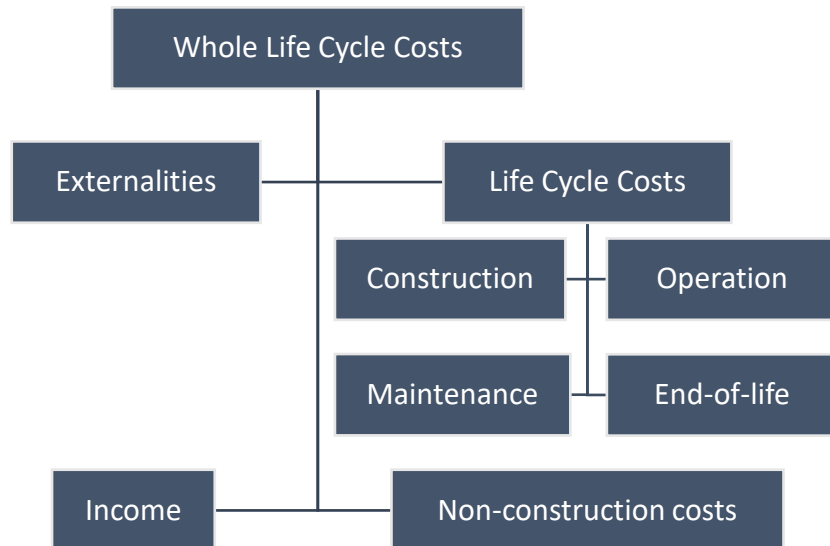 Whole Life Cycle Costs
Externalities
Life Cycle Costs
Construction
Operation
Maintenance
End-of-life
Income
Non-construction costs